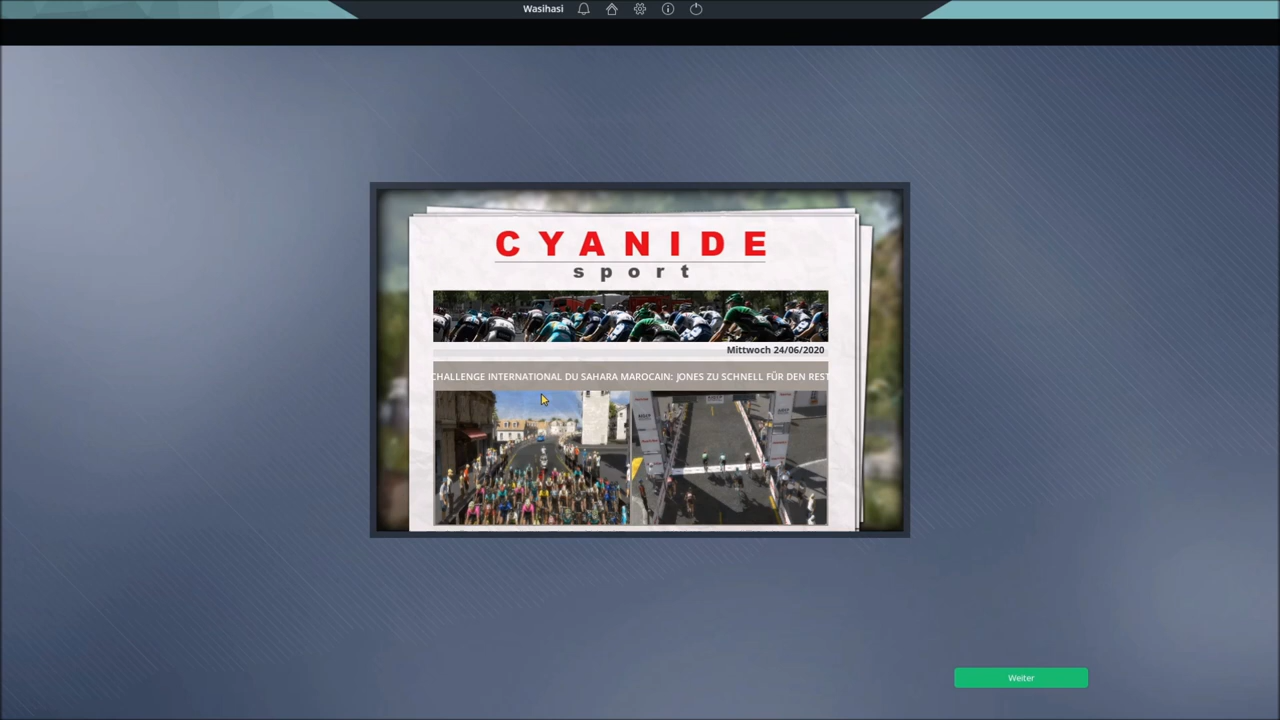 Wasihasi
CYANIDE
sport
Mittwoch 24/06/2020
CHALLENGE INTERNATIONAL DU SAHARA MAROCAIN: JONES ZU SCHNELL FÜR DEN REST
Weiter